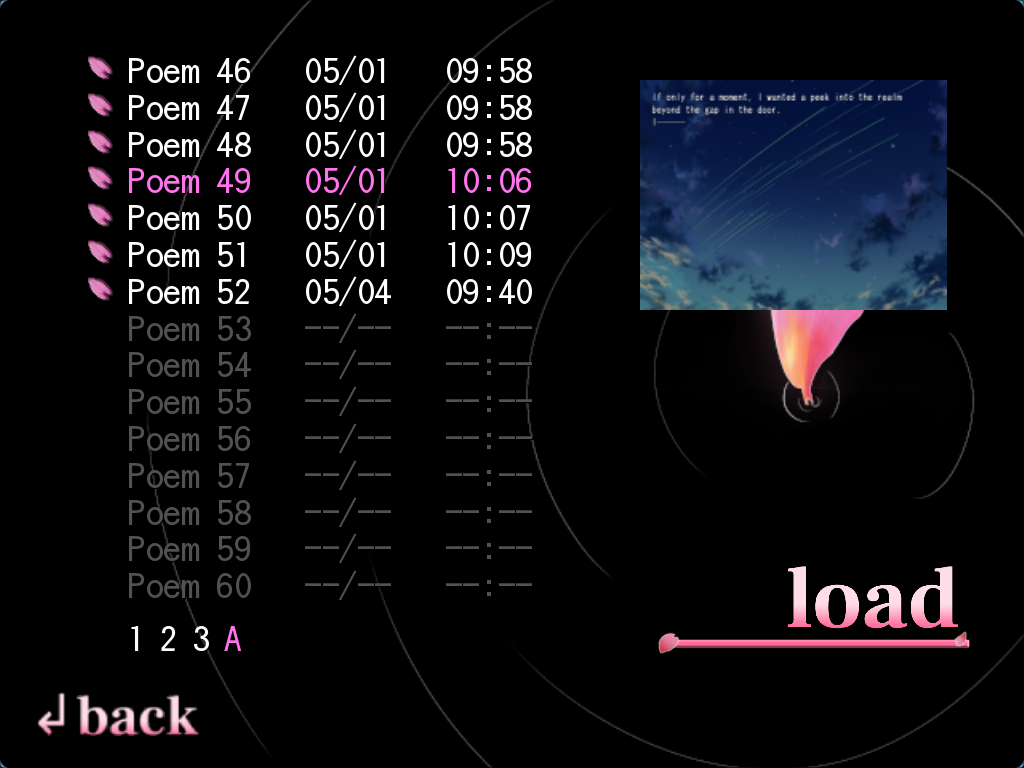 Poem 46 05/01 09:58
Poem 47 05/01 09:58
Poem 48 05/01 09:58
Poem 49 05/01 10:06
Poem 50 05/01 10:07
Poem 51 05/01 10:09
Poem 52 05/04 09:40
Poem 53 --/-- --:--
Poem 54 --/-- --:--
Poem 55 --/-- --:--
Poem 56 --/-- --:--
Poem 57 --/-- --:--
Poem 58 --/-- --:--
Poem 59 --/-- --:--
Poem 60 --/-- --:--
1 2 3 A
back
If only for a moment, I wanted a peek into the realm
beyond the gap in the door.
load